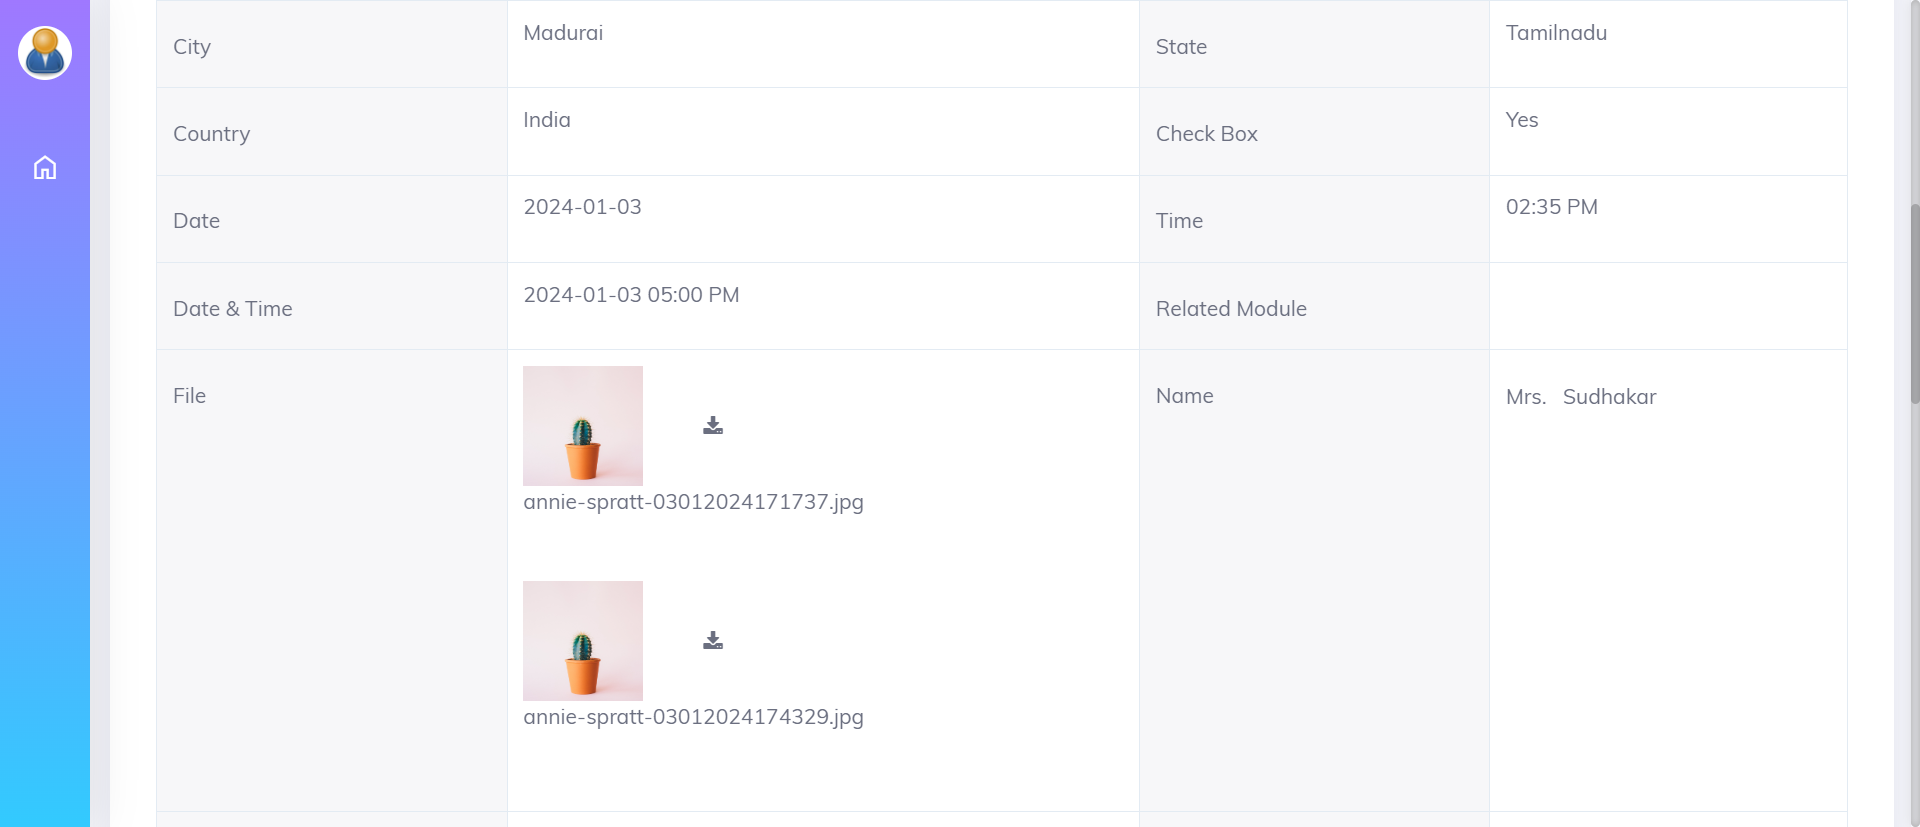 City
Madurai
State
Tamilnadu
Country
India
Check Box
Yes
Date
2024-01-03
Time
02:35 PM
Date & Time
2024-01-03 05:00 PM
Related Module
File
annie-spratt-03012024171737.jpg
annie-spratt-03012024174329.jpg
Name
Mrs. Sudhakar